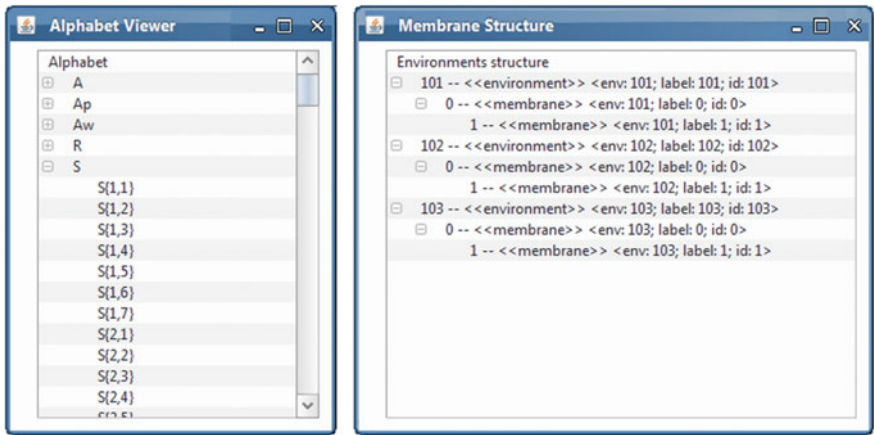 Alphabet Viewer
Alphabet
A
Ap
Aw
R
S
S{1,1}
S{1,2}
S{1,3}
S{1,4}
S{1,5}
S{1,6}
S{1,7}
S{2,1}
S{2,2}
S{2,3}
S{2,4}
S{2,5}
Membrane Structure
Environments structure
101 -- <<environment>> <env: 101; label: 101; id: 101>
0 -- <<membrane>> <env: 101; label: 0; id: 0>
1 -- <<membrane>> <env: 101; label: 1; id: 1>
102 -- <<environment>> <env: 102; label: 102; id: 102>
0 -- <<membrane>> <env: 102; label: 0; id: 0>
1 -- <<membrane>> <env: 102; label: 1; id: 1>
103 -- <<environment>> <env: 103; label: 103; id: 103>
0 -- <<membrane>> <env: 103; label: 0; id: 0>
1 -- <<membrane>> <env: 103; label: 1; id: 1>